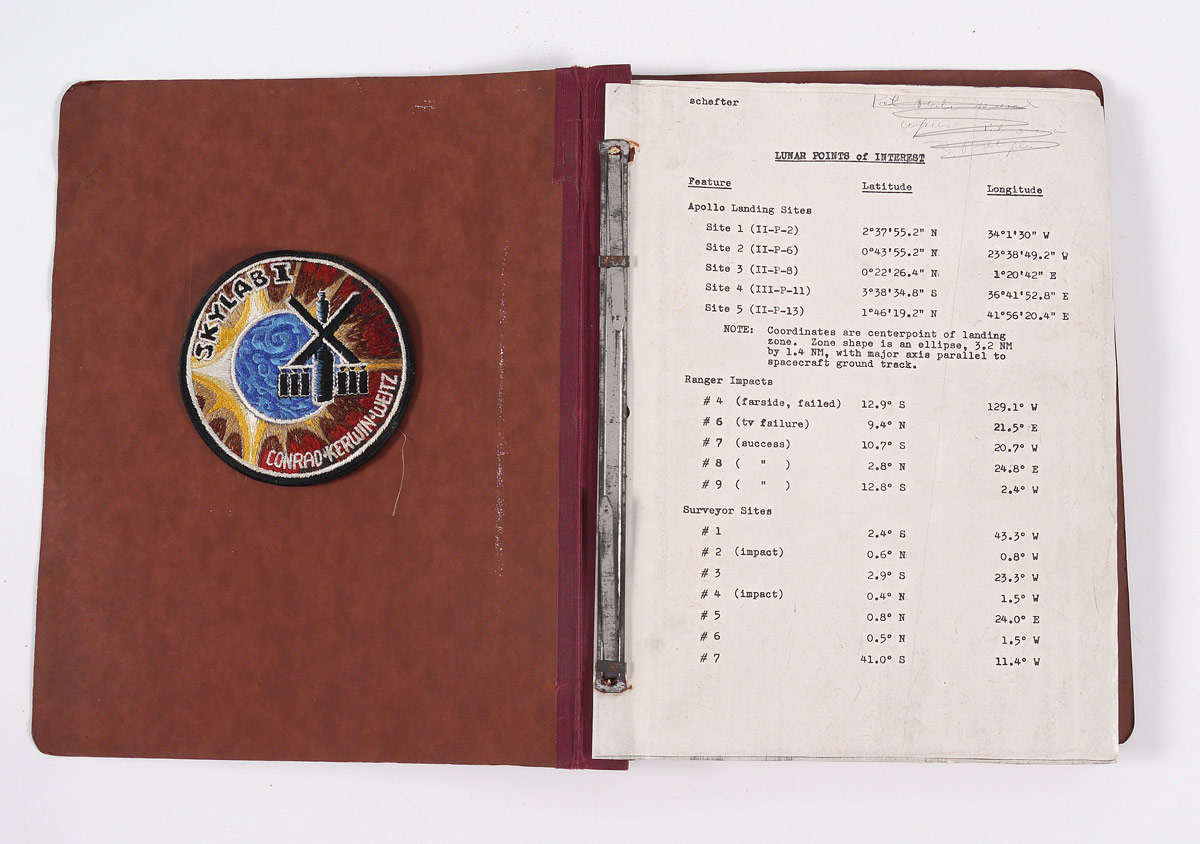 SKYLAB I
CONRAD·KERWIN·WEITZ
schefter
LUNAR POINTS of INTEREST
Feature Latitude Longitude
Apollo Landing Sites
Site 1 (II-P-2) 2°37'55.2" N 34°1'30" W
Site 2 (II-P-6) 0°43'55.2" N 23°38'49.2" W
Site 3 (II-P-8) 0°22'26.4" N 1°20'42" E
Site 4 (III-P-11) 3°38'34.8" S 36°41'52.8" E
Site 5 (II-P-13) 1°46'19.2" N 41°56'20.4" E
NOTE: Coordinates are centerpoint of landing
zone. Zone shape is an ellipse, 3.2 NM
by 1.4 NM, with major axis parallel to
spacecraft ground track.
Ranger Impacts
# 4 (farside, failed) 12.9° S 129.1° W
# 6 (tv failure) 9.4° N 21.5° E
# 7 (success) 10.7° S 20.7° W
# 8 ( " ) 2.8° N 24.8° E
# 9 ( " ) 12.8° S 2.4° W
Surveyor Sites
# 1 2.4° S 43.3° W
# 2 (impact) 0.6° N 0.8° W
# 3 2.9° S 23.3° W
# 4 (impact) 0.4° N 1.5° W
# 5 0.8° N 24.0° E
# 6 0.5° N 1.5° W
# 7 41.0° S 11.4° W